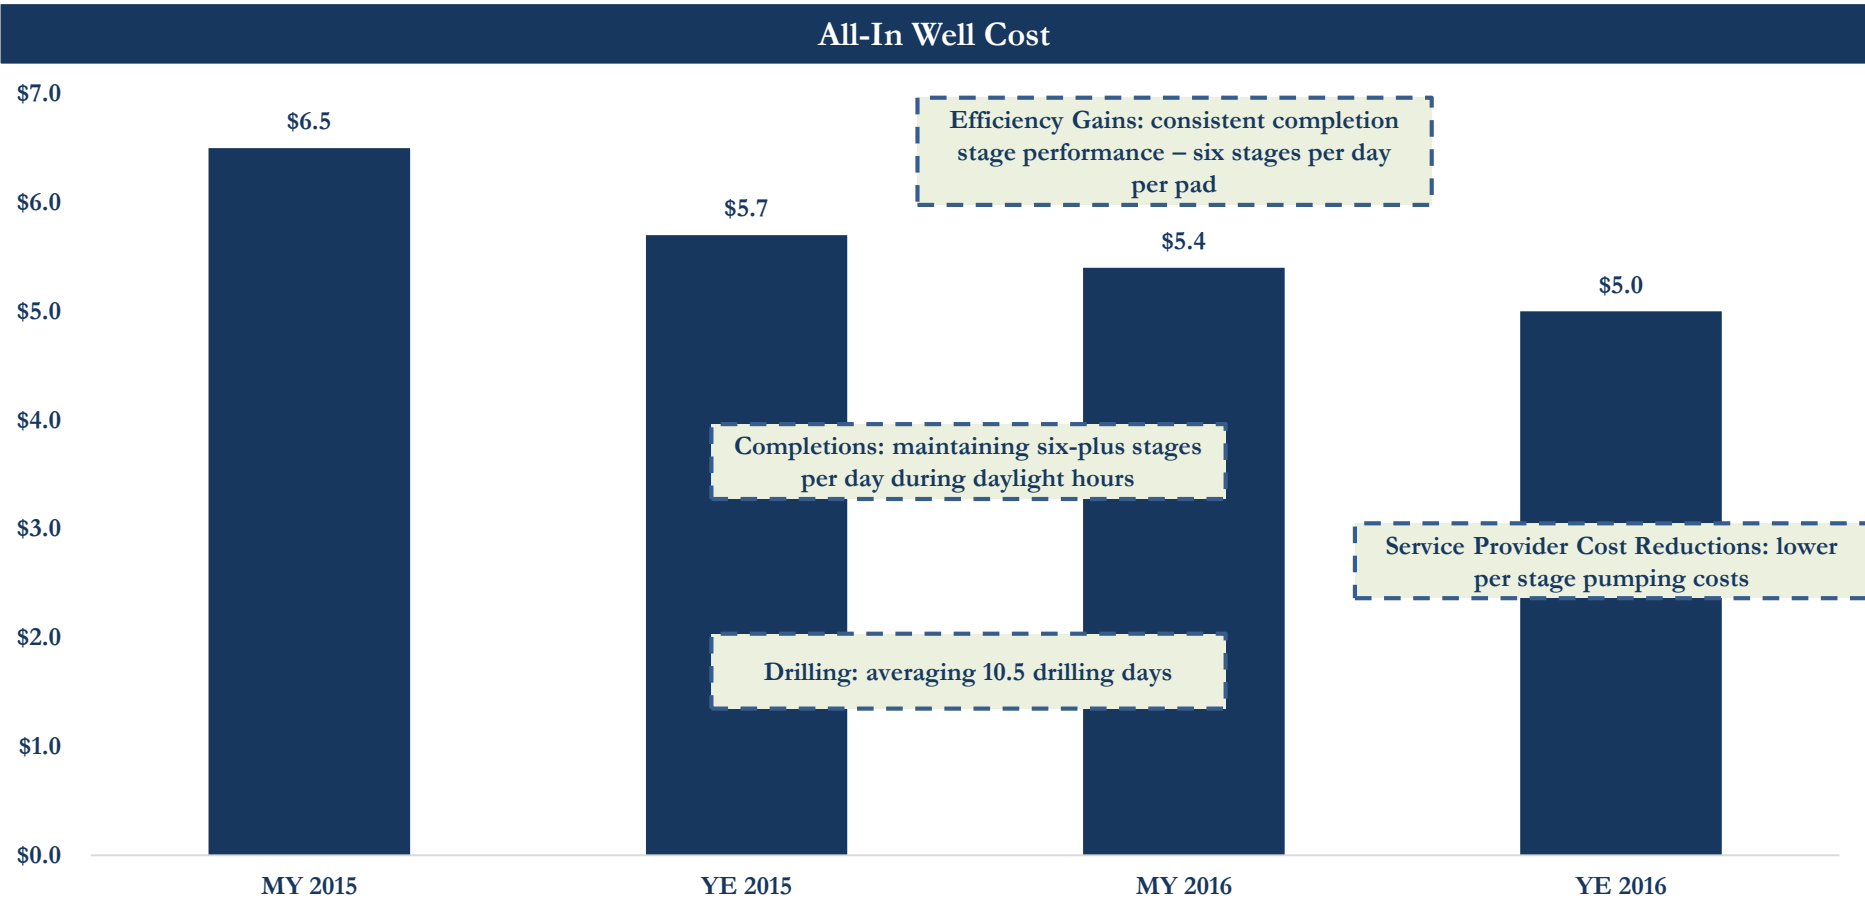 All-In Well Cost
$7.0
$6.0
$5.0
$4.0
$3.0
$2.0
$1.0
$0.0
$6.5
$5.7
$5.4
$5.0
Efficiency Gains: consistent completion
stage performance – six stages per day
per pad
Completions: maintaining six-plus stages
per day during daylight hours
Service Provider Cost Reductions: lower
per stage pumping costs
Drilling: averaging 10.5 drilling days
MY 2015
YE 2015
MY 2016
YE 2016